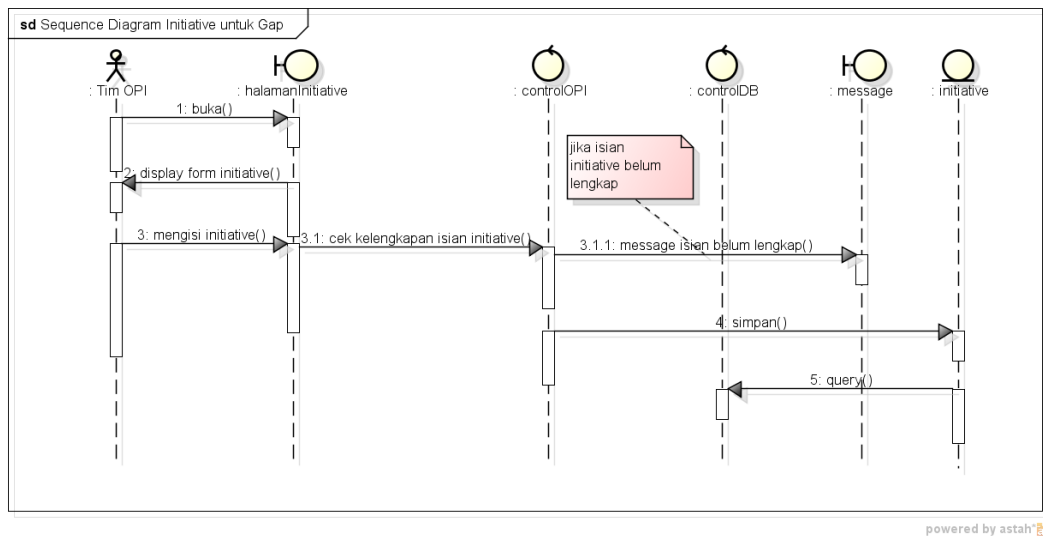 sd Sequence Diagram Initiative untuk Gap
: Tim OPI
: halamanInitiative
: controlOPI
: controlDB
: message
: initiative
1: buka()
jika isian
initiative belum
lengkap
2: display form initiative()
3: mengisi initiative()
3.1: cek kelengkapan isian initiative()
3.1.1: message isian belum lengkap()
4: simpan()
5: query()
powered by astah*